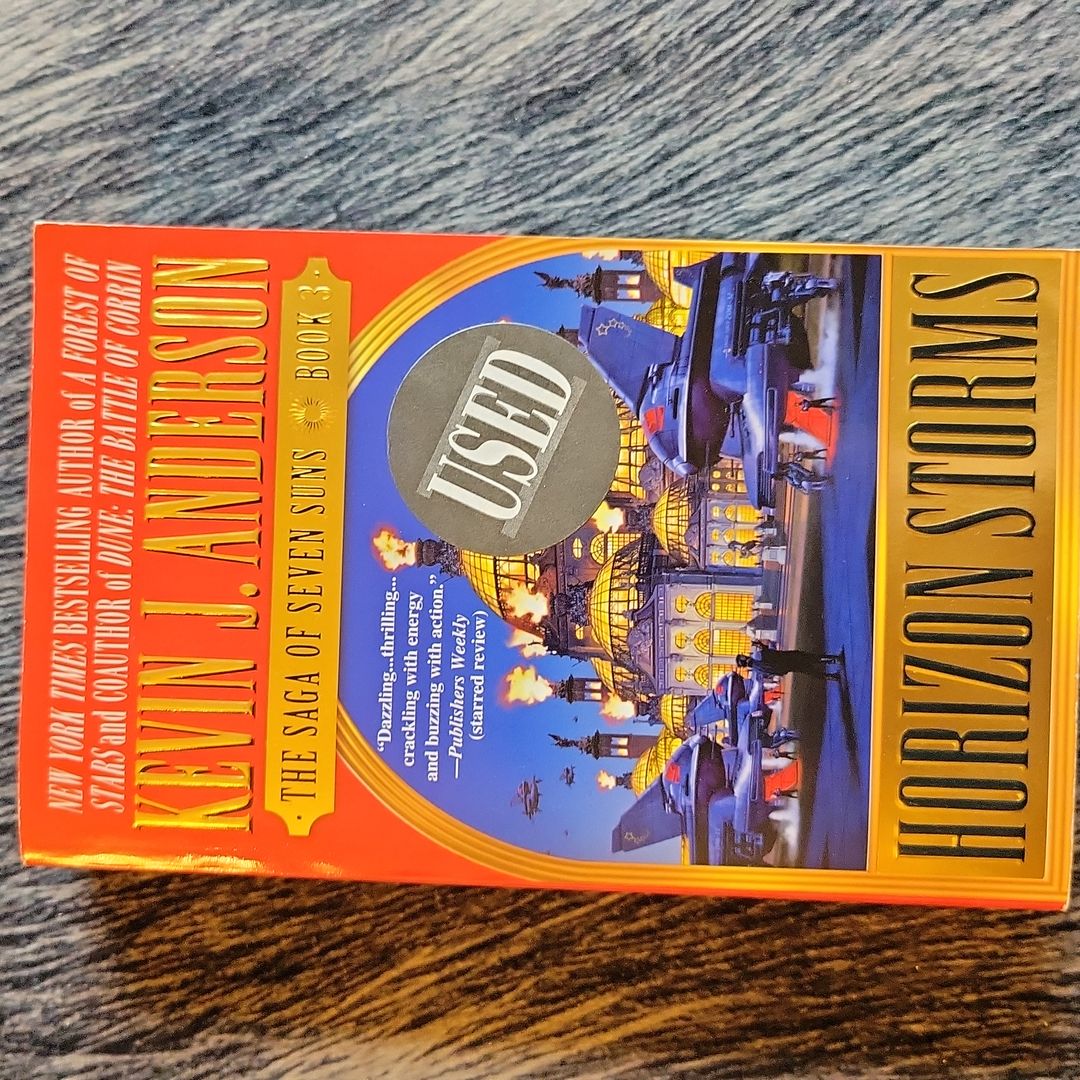 NEW YORK TIMES BESTSELLING AUTHOR of A FOREST OF
STARS and COAUTHOR of DUNE: THE BATTLE OF CORRIN
KEVIN J. ANDERSON
THE SAGA OF SEVEN SUNS BOOK 3
"Dazzling...thrilling...
crackling with energy
and buzzing with action."
—Publishers Weekly
(starred review)
USED
HORIZON STORMS